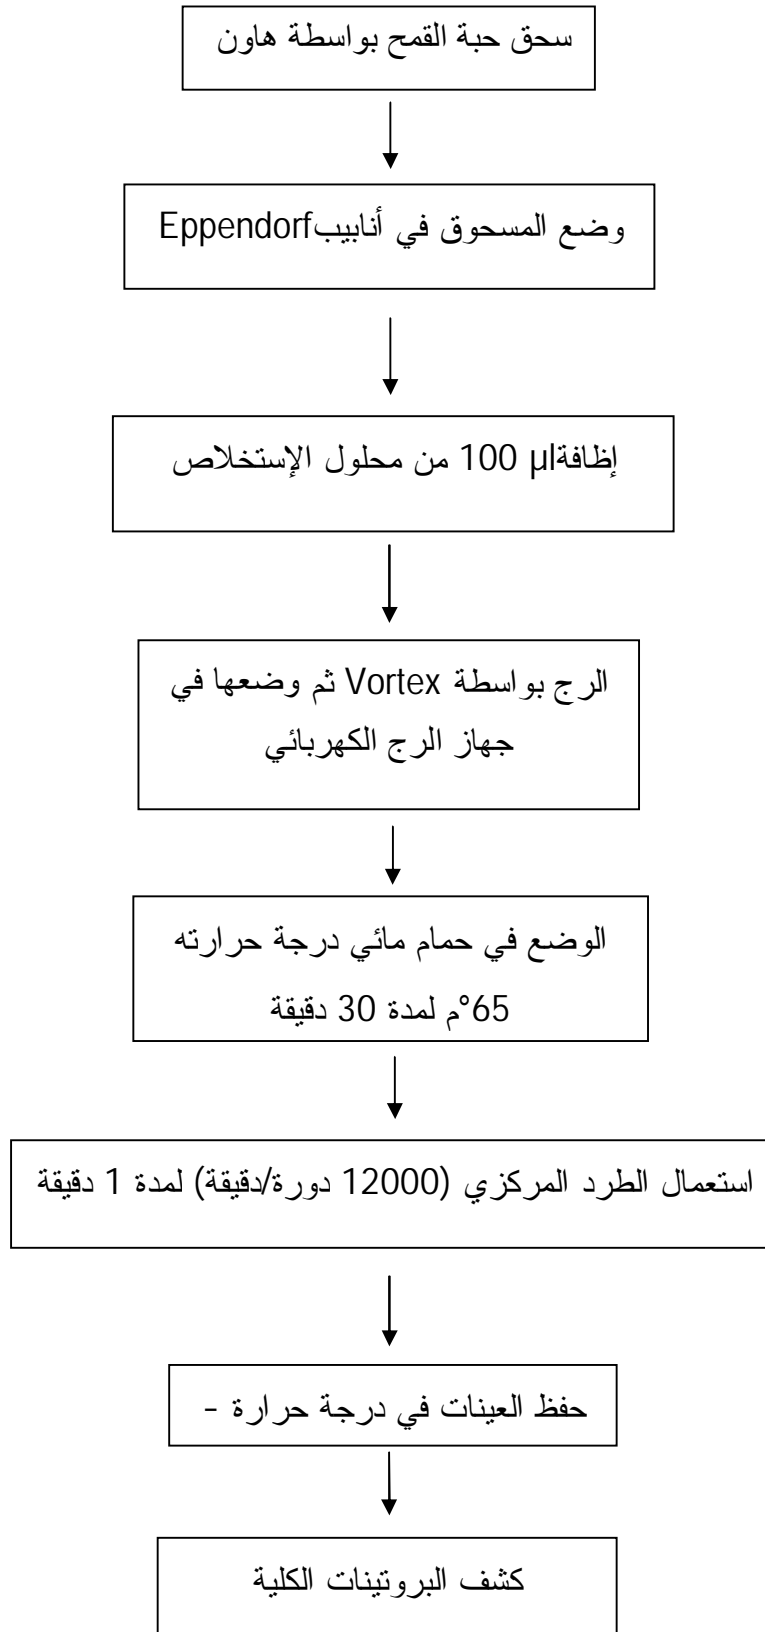 سحق حبة القمح بواسطة هاون
وضع المسحوق في أنابيبEppendorf
إظافة100 µl من محلول الإستخلاص
الرج بواسطة Vortex ثم وضعها في
جهاز الرج الكهربائي
الوضع في حمام مائي درجة حرارته
65°م لمدة 30 دقيقة
استعمال الطرد المركزي (12000 دورة/دقيقة) لمدة 1 دقيقة
حفظ العينات في درجة حرارة -
كشف البروتينات الكلية